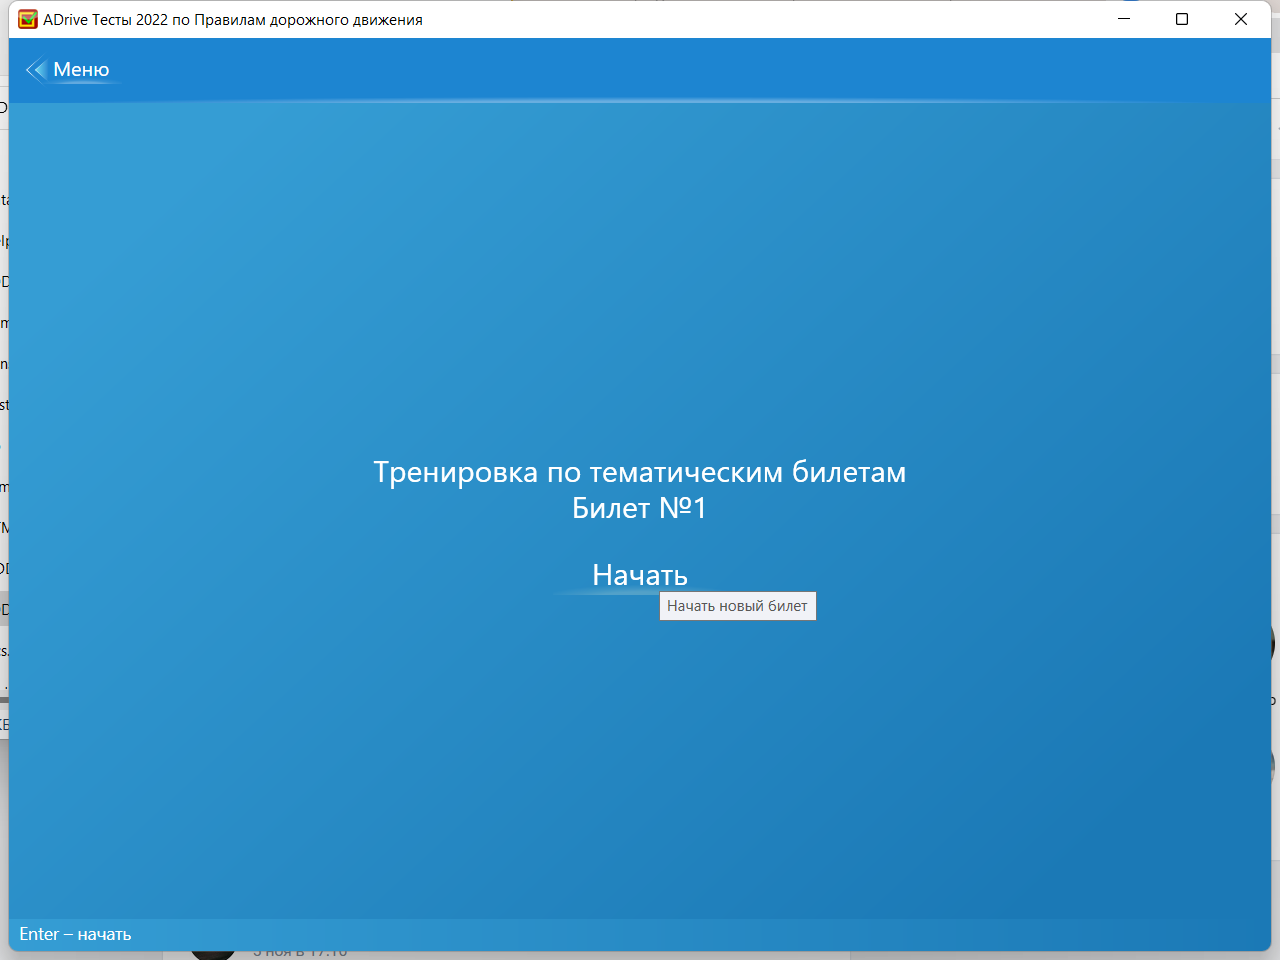 ADrive Тесты 2022 по Правилам дорожного движения
Меню
Тренировка по тематическим билетам
Билет №1
Начать
Начать новый билет
Enter – начать